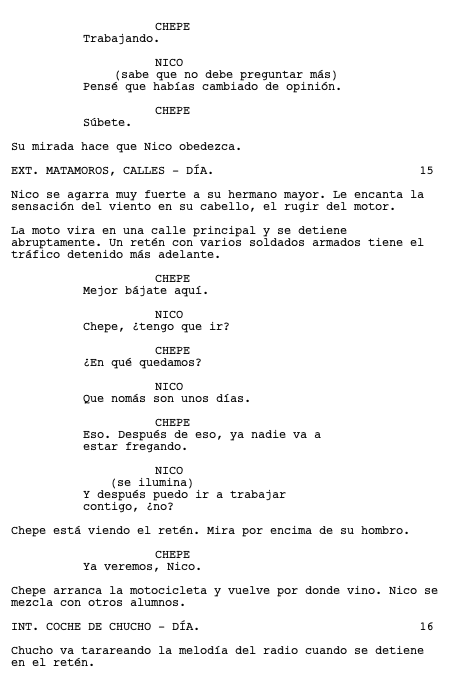 CHEPE
Trabajando.
NICO
(sabe que no debe preguntar más)
Pensé que habías cambiado de opinión.
CHEPE
Súbete.
Su mirada hace que Nico obedezca.
EXT. MATAMOROS, CALLES - DÍA. 15
Nico se agarra muy fuerte a su hermano mayor. Le encanta la
sensación del viento en su cabello, el rugir del motor.
La moto vira en una calle principal y se detiene
abruptamente. Un retén con varios soldados armados tiene el
tráfico detenido más adelante.
CHEPE
Mejor bájate aquí.
NICO
Chepe, ¿tengo que ir?
CHEPE
¿En qué quedamos?
NICO
Que nomás son unos días.
CHEPE
Eso. Después de eso, ya nadie va a
estar fregando.
NICO
(se ilumina)
Y después puedo ir a trabajar
contigo, ¿no?
Chepe está viendo el retén. Mira por encima de su hombro.
CHEPE
Ya veremos, Nico.
Chepe arranca la motocicleta y vuelve por donde vino. Nico se
mezcla con otros alumnos.
INT. COCHE DE CHUCHO - DÍA. 16
Chucho va tarareando la melodía del radio cuando se detiene
en el retén.